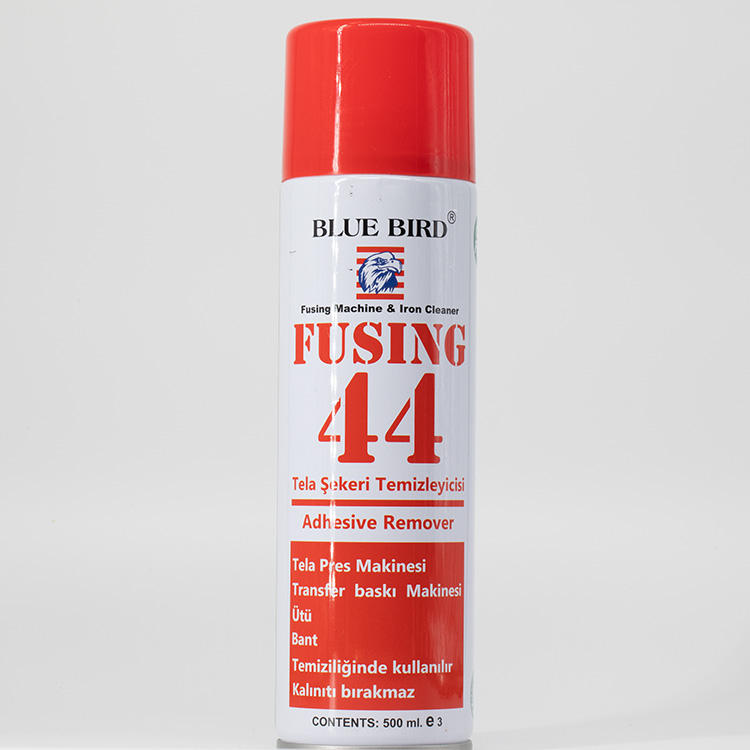 BLUE BIRD®
Fusing Machine & Iron Cleaner
FUSING
44
Tela Şekeri Temizleyicisi
Adhesive Remover
Tela Pres Makinesi
Transfer baskı Makinesi
Ütü
Bant
Temiziliğinde kullanılır
Kalınıtı bırakmaz
CONTENTS: 500 ml. e 3